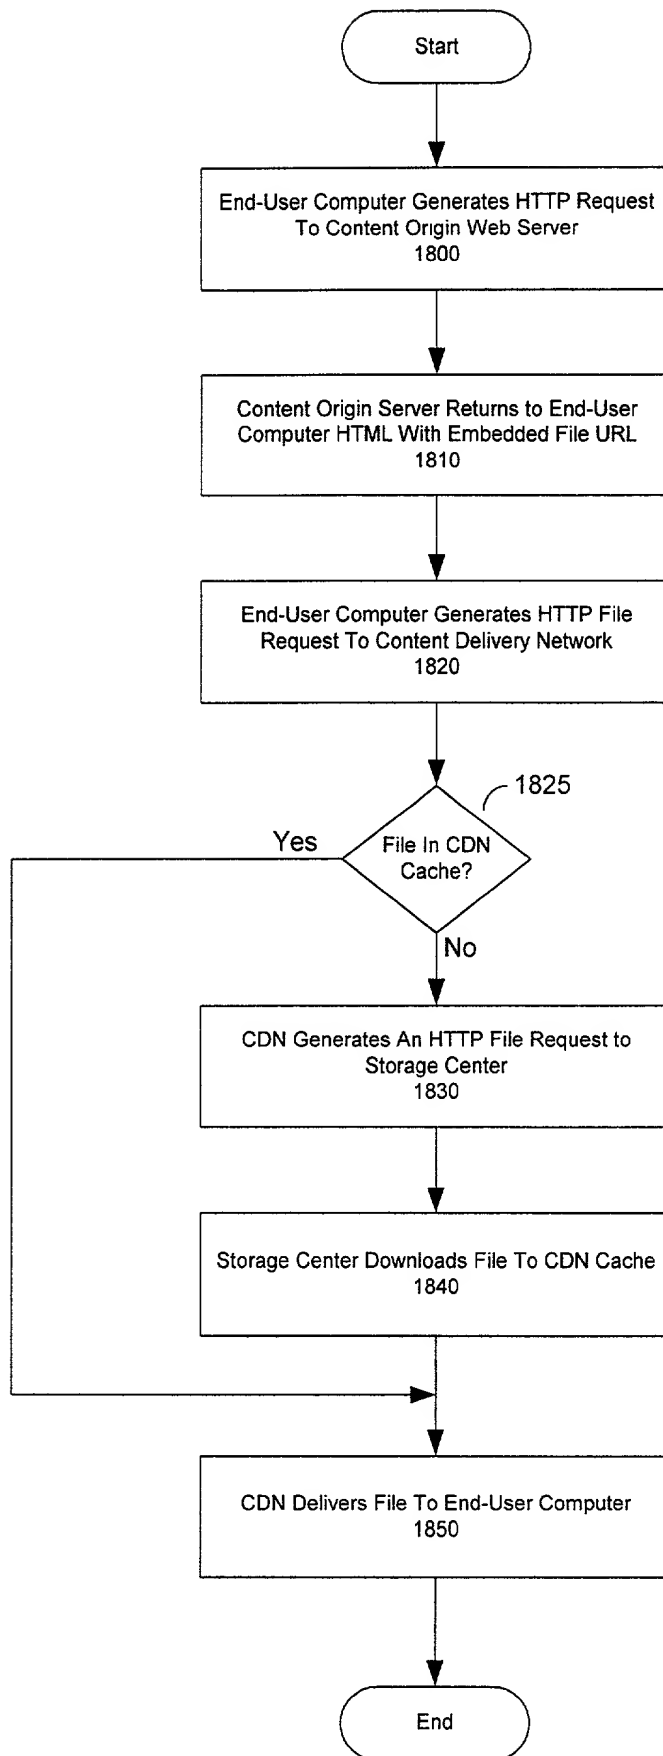 Start
End-User Computer Generates HTTP Request
To Content Origin Web Server
1800
Content Origin Server Returns to End-User
Computer HTML With Embedded File URL
1810
End-User Computer Generates HTTP File
Request To Content Delivery Network
1820
1825
Yes
File In CDN
Cache?
No
CDN Generates An HTTP File Request to
Storage Center
1830
Storage Center Downloads File To CDN Cache
1840
CDN Delivers File To End-User Computer
1850
End